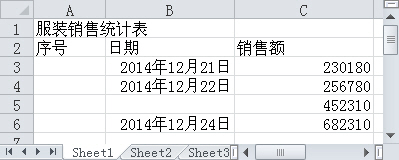 A B C
1 服装销售统计表
2 序号 日期 销售额
3 2014年12月21日 230180
4 2014年12月22日 256780
5 452310
6 2014年12月24日 682310
7
Sheet1 Sheet2 Sheet3